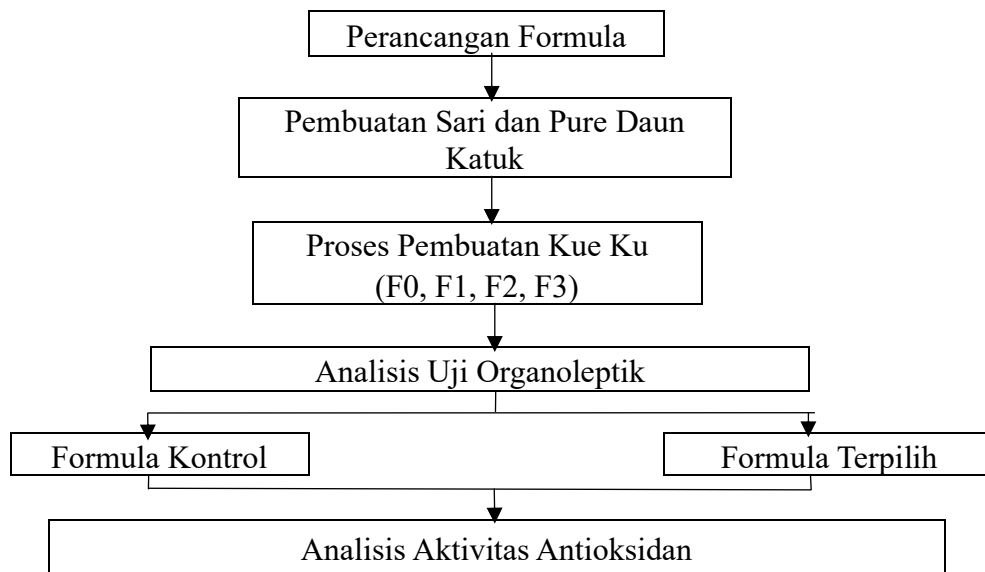 Perancangan Formula
Pembuatan Sari dan Pure Daun
Katuk
Proses Pembuatan Kue Ku
(F0, F1, F2, F3)
Analisis Uji Organoleptik
Formula Kontrol
Formula Terpilih
Analisis Aktivitas Antioksidan